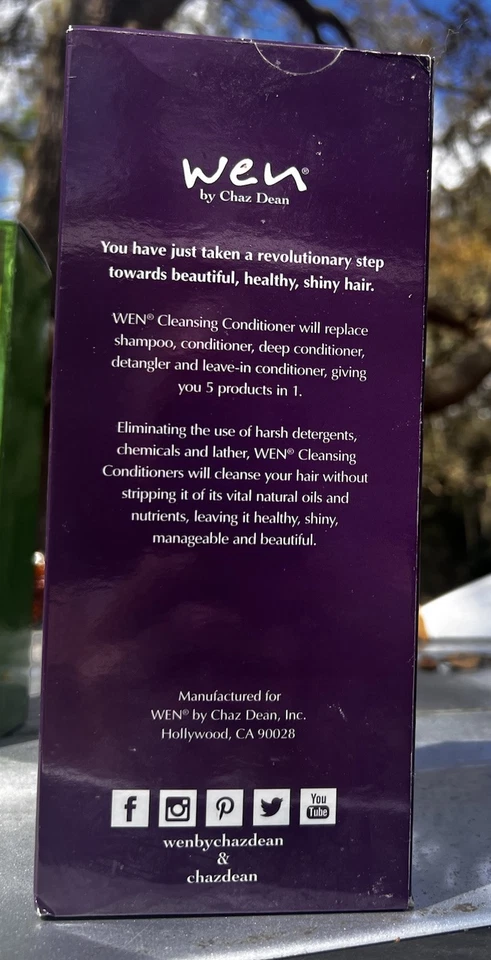 wen®
by Chaz Dean
You have just taken a revolutionary step
towards beautiful, healthy, shiny hair.
WEN® Cleansing Conditioner will replace
shampoo, conditioner, deep conditioner,
detangler and leave-in conditioner, giving
you 5 products in 1.
Eliminating the use of harsh detergents,
chemicals and lather, WEN® Cleansing
Conditioners will cleanse your hair without
stripping it of its vital natural oils and
nutrients, leaving it healthy, shiny,
manageable and beautiful.
Manufactured for
WEN® by Chaz Dean, Inc.
Hollywood, CA 90028
You
Tube
wenbychazdean
&
chazdean